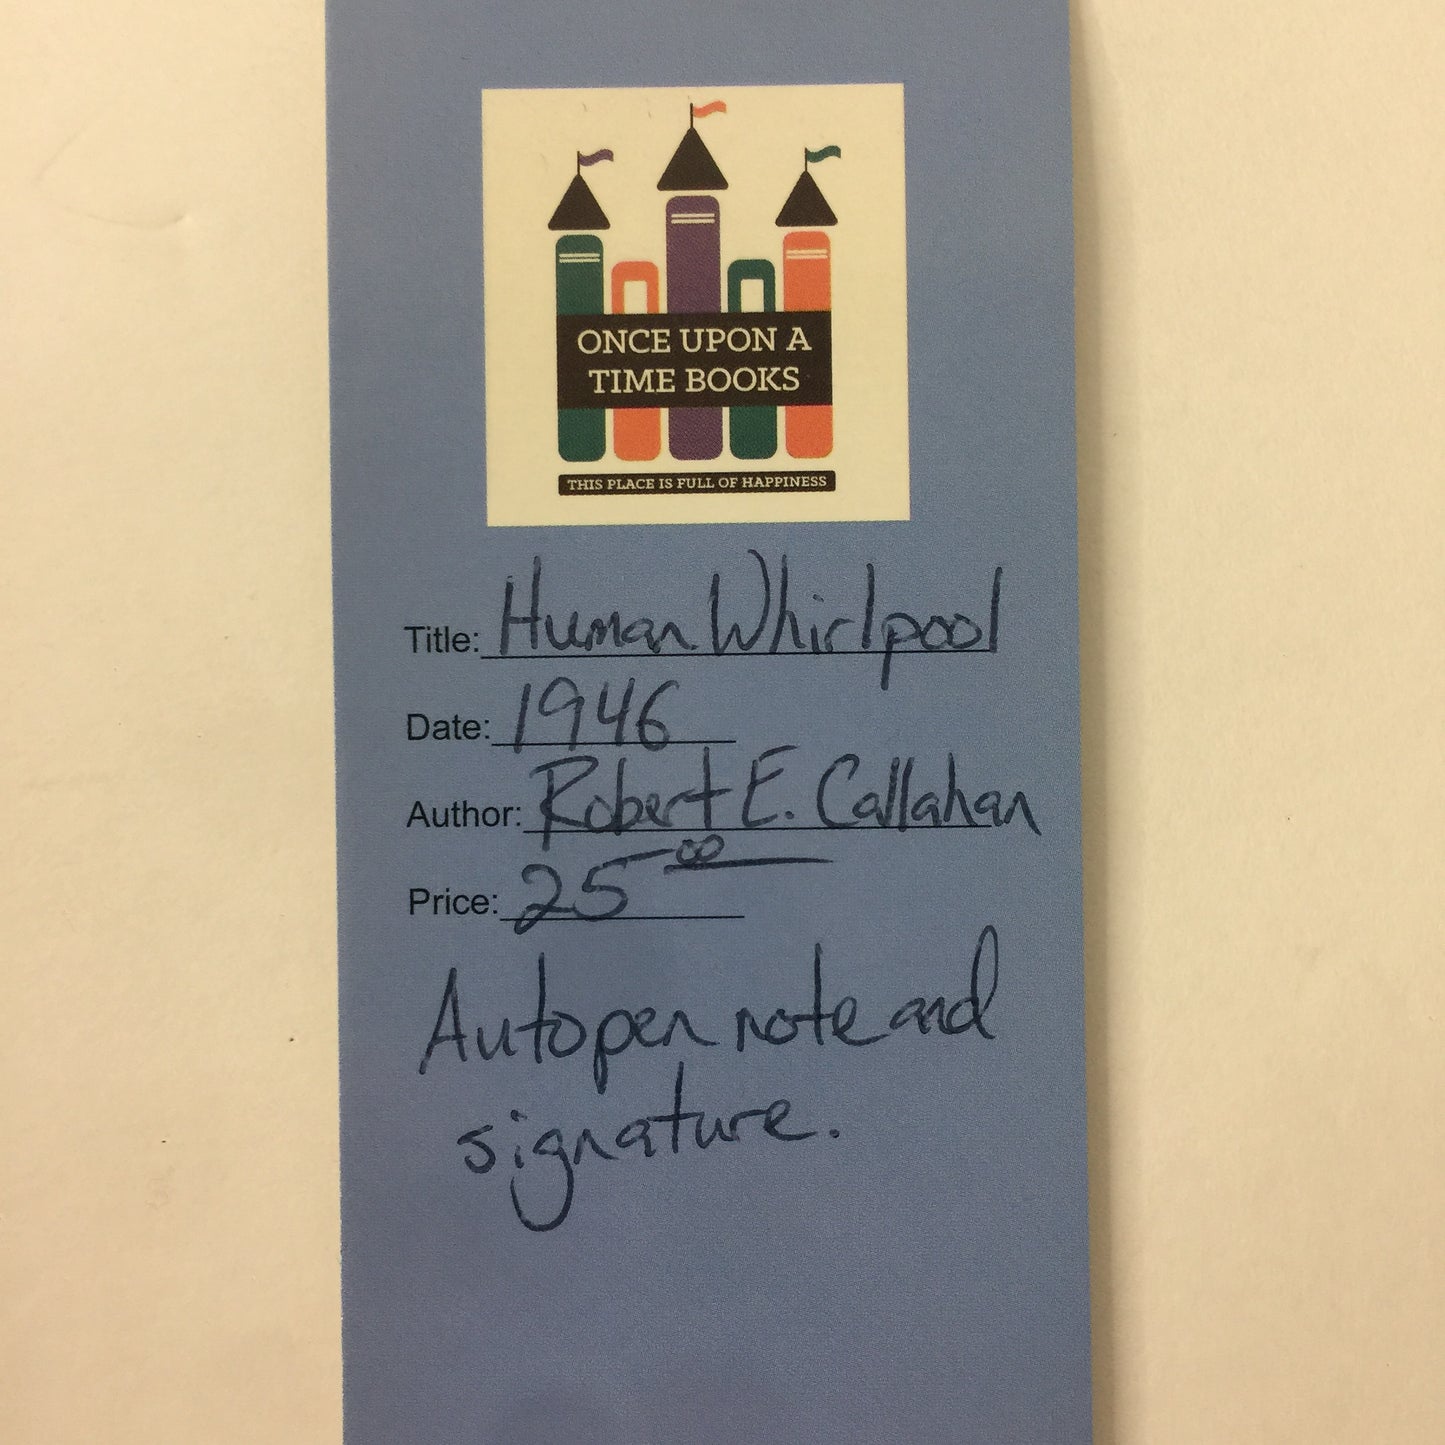 ONCE UPON A
TIME BOOKS
THIS PLACE IS FULL OF HAPPINESS
Title: Human Whirlpool
Date: 1946
Author: Robert E. Callahan
Price: 25 00
Autopen note and
signature.